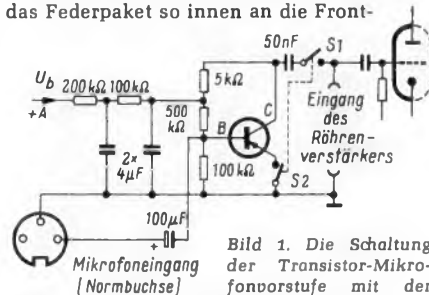 das Federpaket so innen an die Front-
50nF
S1
5kΩ
U_b
200kΩ 100kΩ
+A
500
kΩ
C
B
Eingang
des
Röhren-
verstärkers
2×
4μF
100kΩ
S2
100μF
+
Mikrofoneingang
(Normbuchse)
Bild 1. Die Schaltung
der Transistor-Mikro-
fonvorstufe mit der